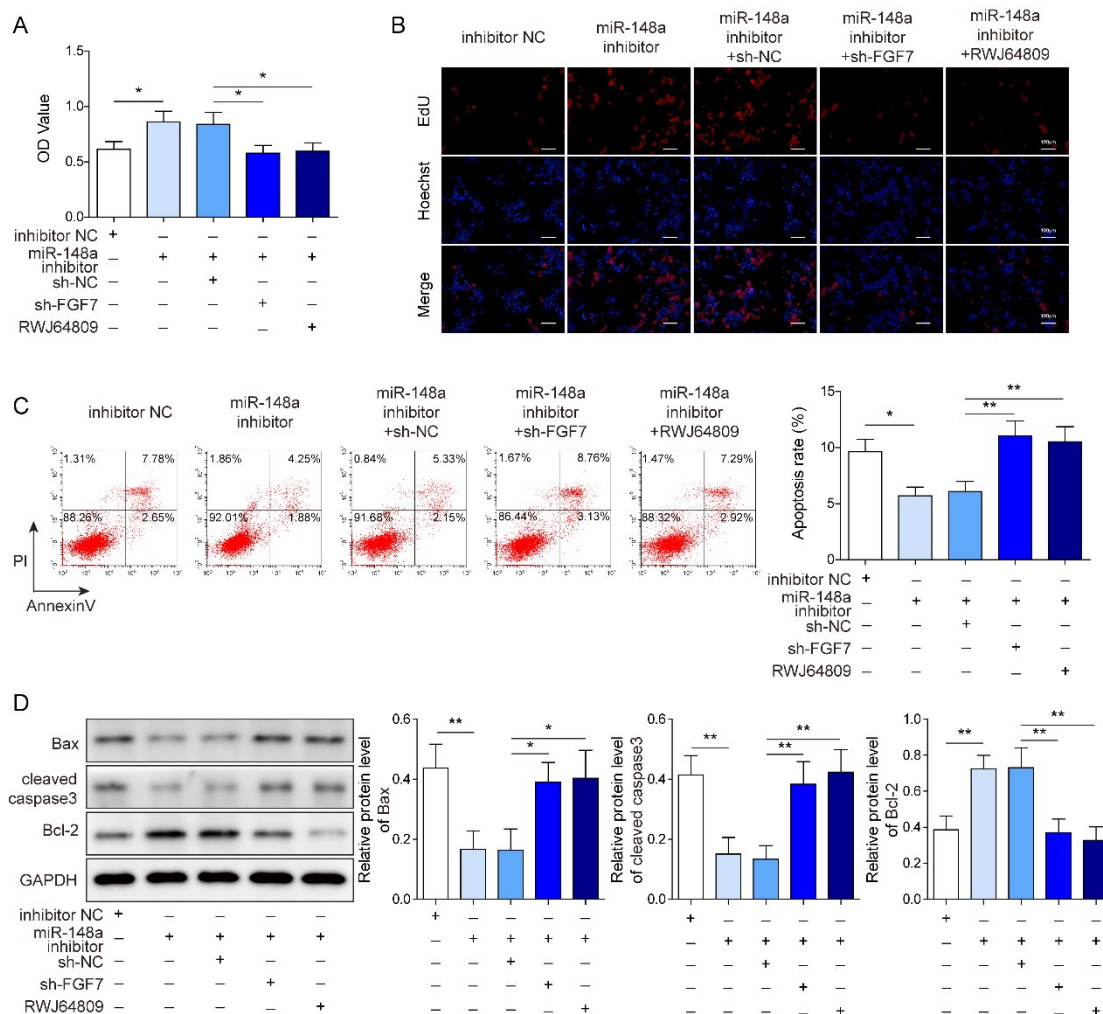 A
1.5
1.0
0.5
0.0
OD Value
* * *
inhibitor NC + – – – –
miR-148a inhibitor – + + + +
sh-NC – – + – –
sh-FGF7 – – – + –
RWJ64809 – – – – +
B
inhibitor NC
miR-148a inhibitor
miR-148a inhibitor +sh-NC
miR-148a inhibitor +sh-FGF7
miR-148a inhibitor +RWJ64809
EdU
Hoechst
Merge
100μm
100μm
100μm
C
inhibitor NC
miR-148a inhibitor
miR-148a inhibitor +sh-NC
miR-148a inhibitor +sh-FGF7
miR-148a inhibitor +RWJ64809
1.31% 7.78%
88.26% 2.65%
1.86% 4.25%
92.01% 1.88%
0.84% 5.33%
91.68% 2.15%
1.67% 8.76%
86.44% 3.13%
1.47% 7.29%
88.32% 2.92%
PI
AnnexinV
15
10
5
0
Apoptosis rate (%)
* ** **
inhibitor NC + – – – –
miR-148a inhibitor – + + + +
sh-NC – – + – –
sh-FGF7 – – – + –
RWJ64809 – – – – +
D
Bax
cleaved caspase3
Bcl-2
GAPDH
inhibitor NC + – – – –
miR-148a inhibitor – + + + +
sh-NC – – + – –
sh-FGF7 – – – + –
RWJ64809 – – – – +
Relative protein level of Bax
0.6
0.4
0.2
0.0
** * *
+ – – – –
– + + + +
– – + – –
– – – + –
– – – – +
Relative protein level of cleaved caspase3
0.6
0.4
0.2
0.0
** ** **
+ – – – –
– + + + +
– – + – –
– – – + –
– – – – +
Relative protein level of Bcl-2
0.8
0.6
0.4
0.2
0.0
** ** **
+ – – – –
– + + + +
– – + – –
– – – + –
– – – – +